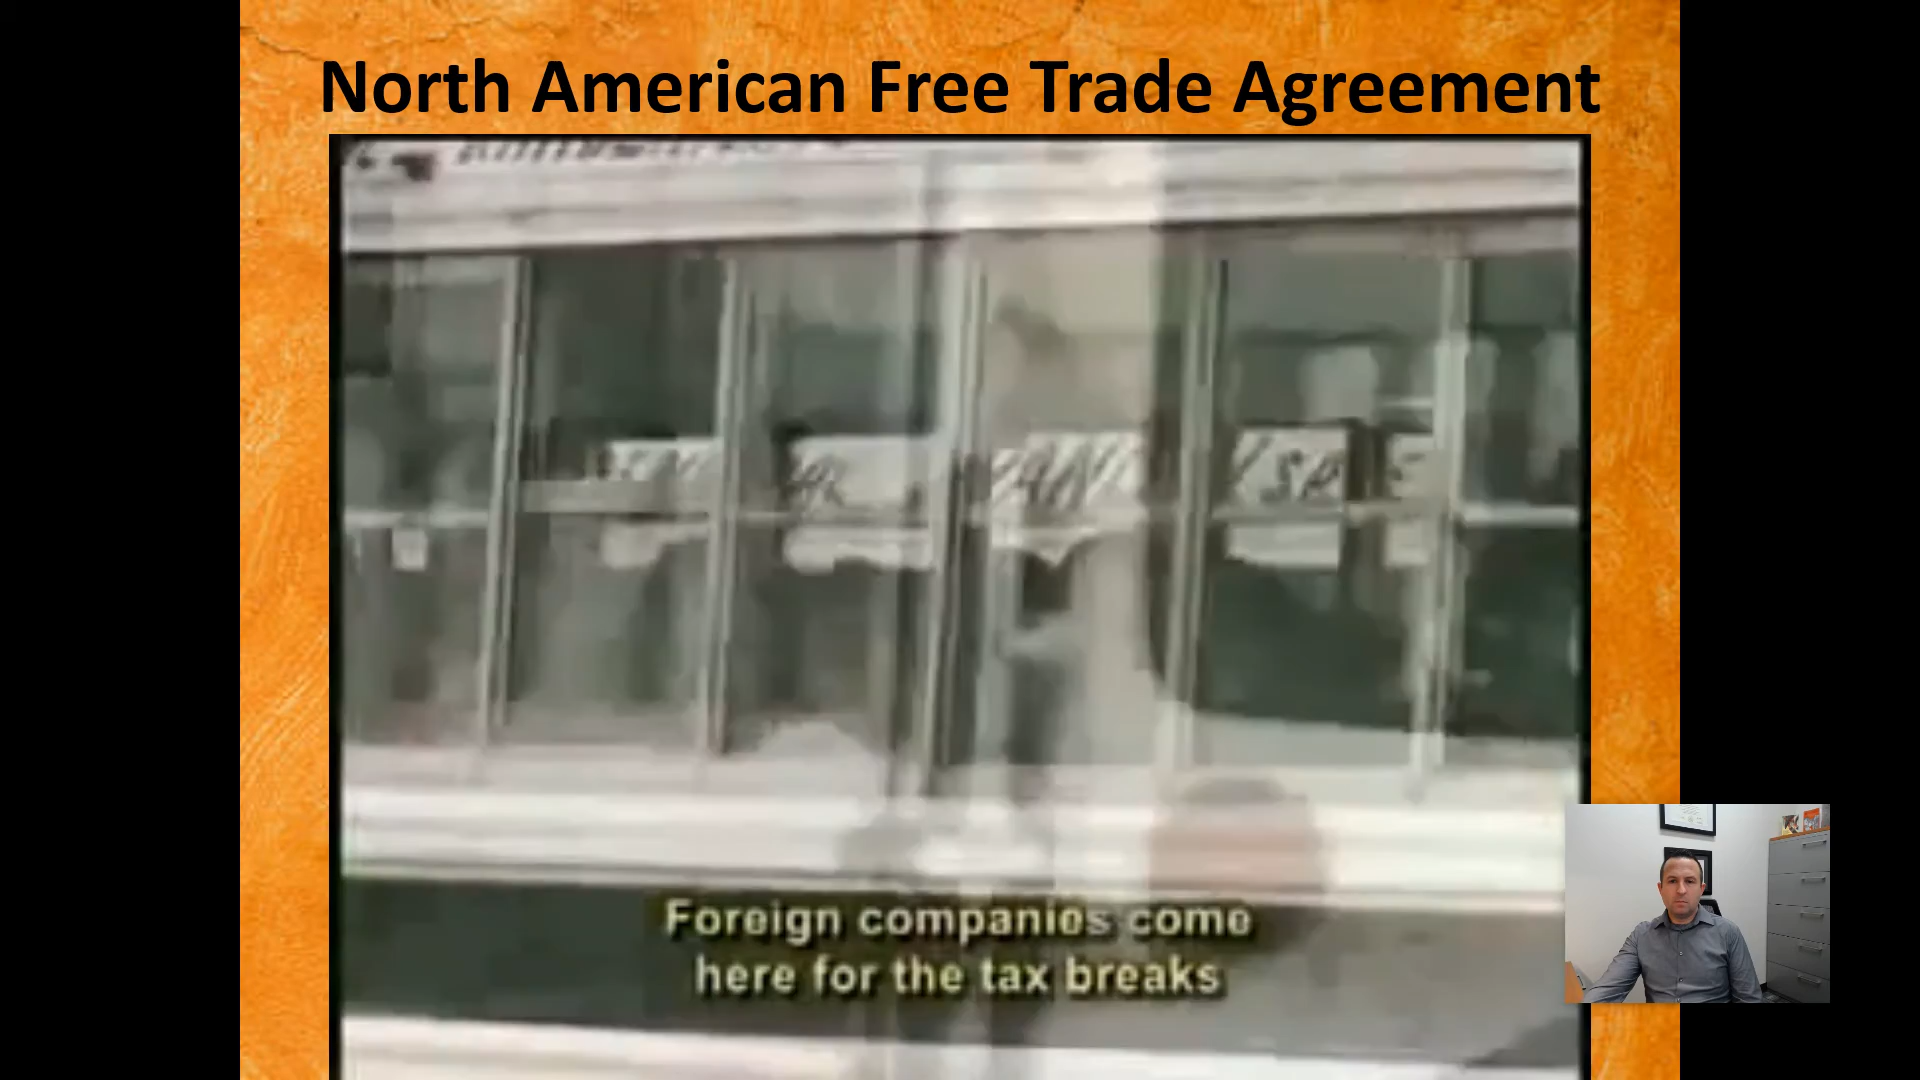 North American Free Trade Agreement
Foreign companies come
here for the tax breaks